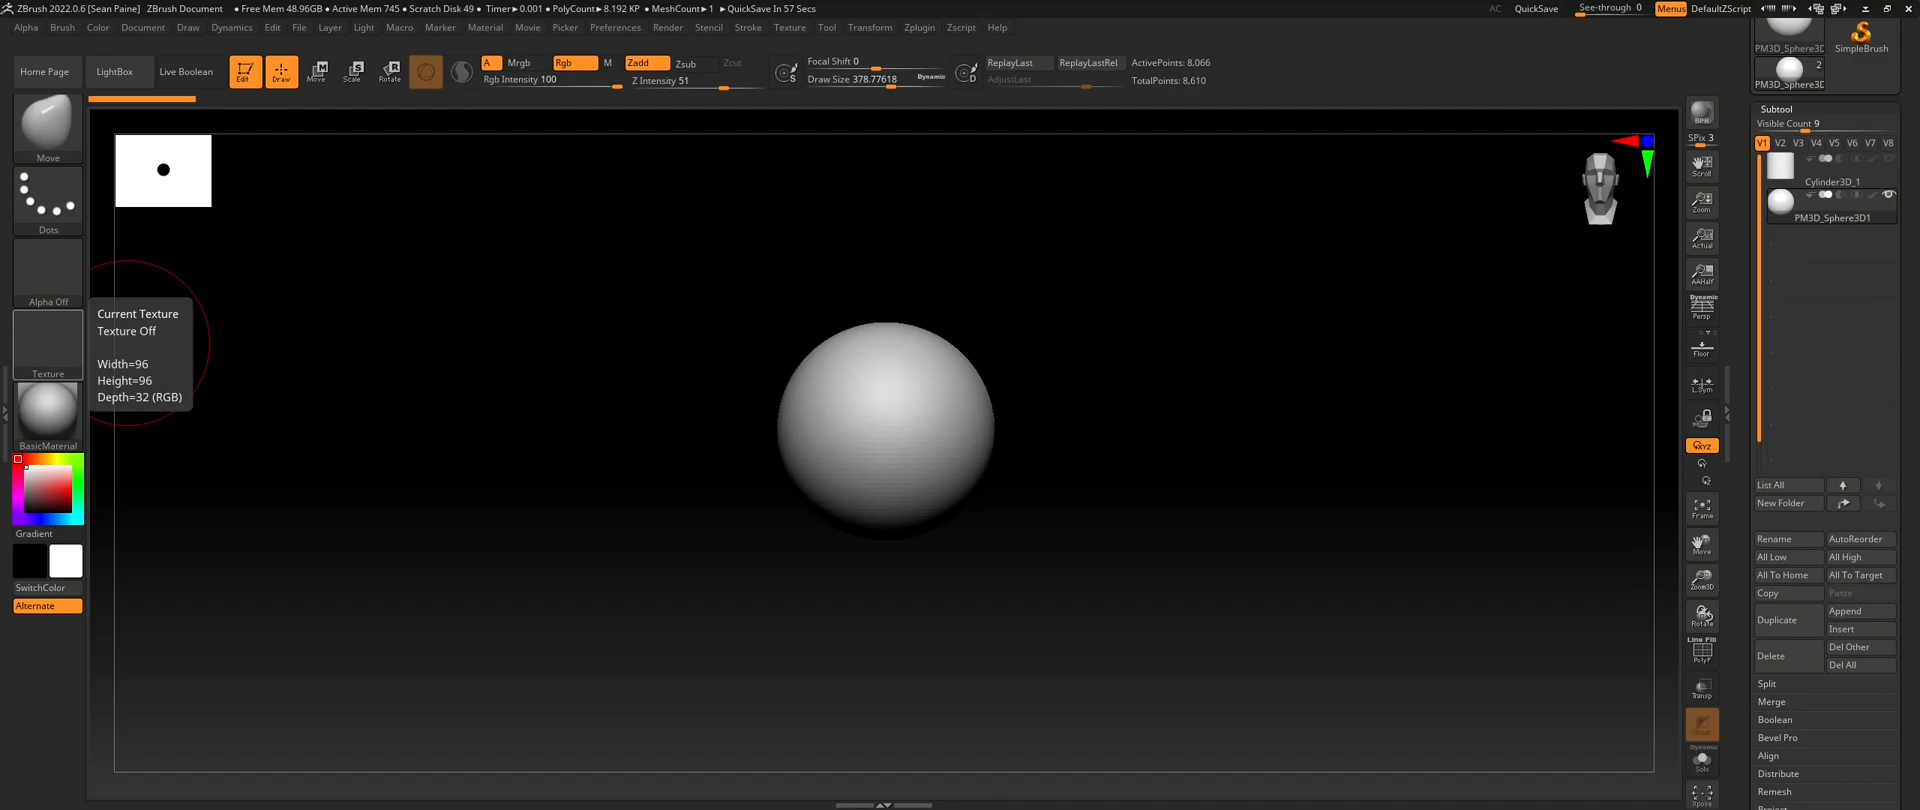 ZBrush 2022.0.6 [Sean Paine] ZBrush Document • Free Mem 48.96GB • Active Mem 745 • Scratch Disk 49 • Timer►0.001 • PolyCount►8.192 KP • MeshCount►1 ►QuickSave In 57 Secs AC QuickSave See-through 0 Menus DefaultZScript
Alpha Brush Color Document Draw Dynamics Edit File Layer Light Macro Marker Material Movie Picker Preferences Render Stencil Stroke Texture Tool Transform Zplugin Zscript Help
Home Page LightBox Live Boolean Edit Draw Move Scale Rotate
A Mrgb Rgb M Zadd Zsub Zcut
Rgb Intensity 100 Z Intensity 51
S
Focal Shift 0
Draw Size 378.77618 Dynamic
D
ReplayLast ReplayLastRel ActivePoints: 8,066
AdjustLast TotalPoints: 8,610
Move
Dots
Alpha Off
Texture
BasicMaterial
Gradient
SwitchColor
Alternate
Current Texture
Texture Off
Width=96
Height=96
Depth=32 (RGB)
BPR
SPix 3
Scroll
Zoom
Actual
AAHalf
Dynamic
Persp
Floor
L.Sym
XYZ
Y
Z
Frame
Move
Zoom3D
Rotate
Line Fill
PolyF
Transp
Ghost
Dynamic
Solo
Xpose
PM3D_Sphere3D SimpleBrush
2
PM3D_Sphere3D
Subtool
Visible Count 9
V1 V2 V3 V4 V5 V6 V7 V8
Cylinder3D_1
PM3D_Sphere3D1
List All
New Folder
Rename AutoReorder
All Low All High
All To Home All To Target
Copy Paste
Duplicate Append
Insert
Delete Del Other
Del All
Split
Merge
Boolean
Bevel Pro
Align
Distribute
Remesh
Project